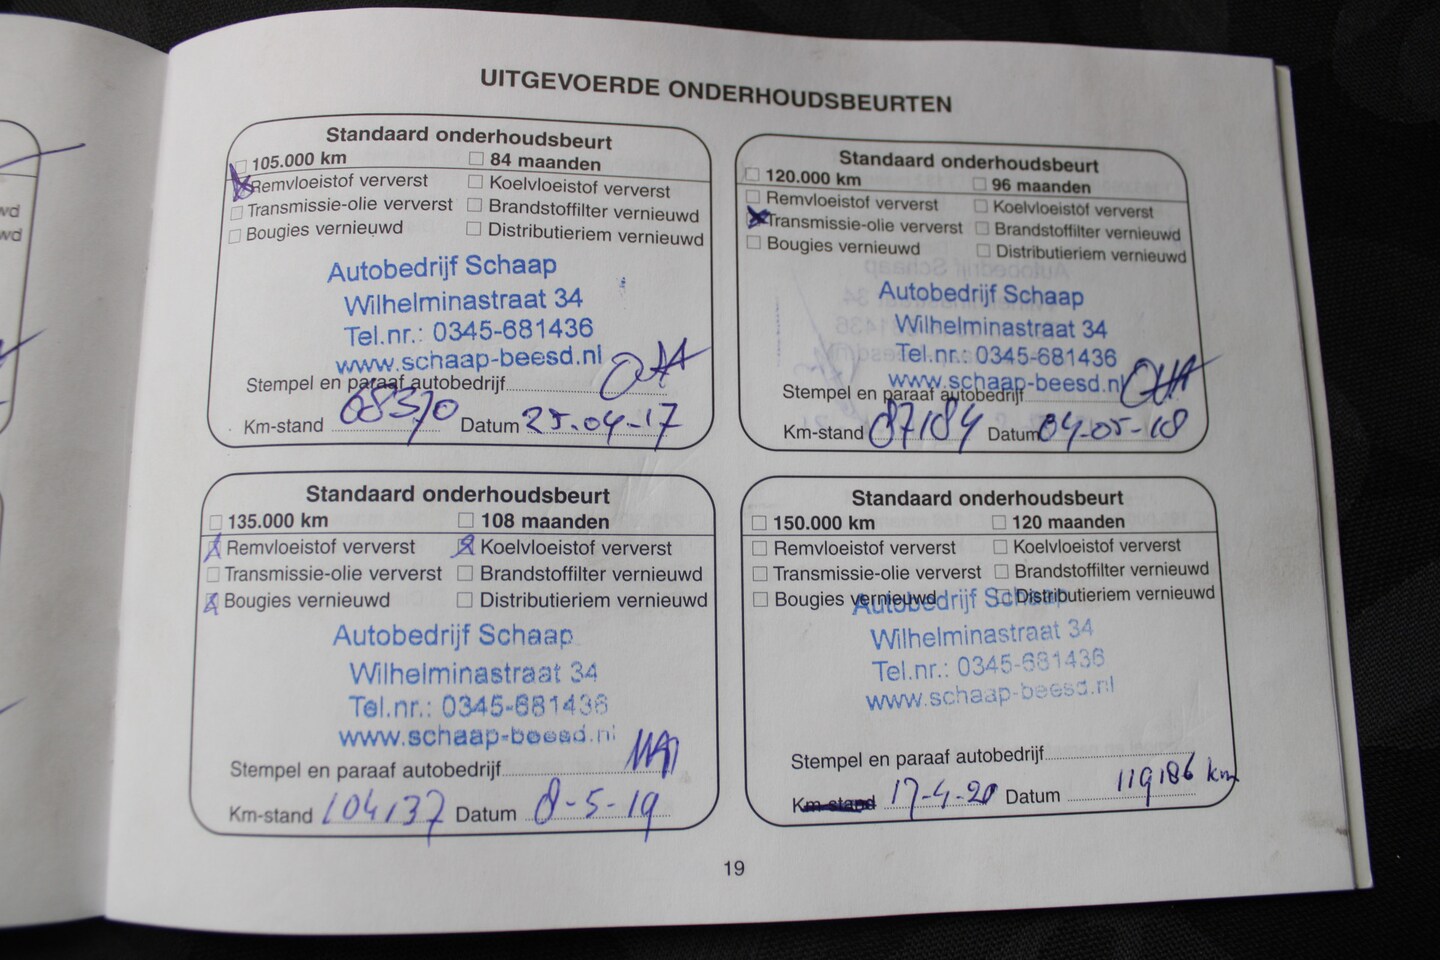 UITGEVOERDE ONDERHOUDSBEURTEN
Standaard onderhoudsbeurt
105.000 km 84 maanden
Remvloeistof ververst Koelvloeistof ververst
Transmissie-olie ververst Brandstoffilter vernieuwd
Bougies vernieuwd Distributieriem vernieuwd
Autobedrijf Schaap
Wilhelminastraat 34
Tel.nr.: 0345-681436
www.schaap-beesd.nl
Stempel en paraaf autobedrijf
Km-stand 68370 Datum 25-04-17
Standaard onderhoudsbeurt
120.000 km 96 maanden
Remvloeistof ververst Koelvloeistof ververst
Transmissie-olie ververst Brandstoffilter vernieuwd
Bougies vernieuwd Distributieriem vernieuwd
Autobedrijf Schaap
Wilhelminastraat 34
Tel.nr.: 0345-681436
www.schaap-beesd.nl
Stempel en paraaf autobedrijf
Km-stand 87184 Datum 04-05-18
Standaard onderhoudsbeurt
135.000 km 108 maanden
Remvloeistof ververst Koelvloeistof ververst
Transmissie-olie ververst Brandstoffilter vernieuwd
Bougies vernieuwd Distributieriem vernieuwd
Autobedrijf Schaap
Wilhelminastraat 34
Tel.nr.: 0345-681436
www.schaap-beesd.nl
Stempel en paraaf autobedrijf
Km-stand 104137 Datum 8-5-19
Standaard onderhoudsbeurt
150.000 km 120 maanden
Remvloeistof ververst Koelvloeistof ververst
Transmissie-olie ververst Brandstoffilter vernieuwd
Bougies vernieuwd Distributieriem vernieuwd
Autobedrijf Schaap
Wilhelminastraat 34
Tel.nr.: 0345-681436
www.schaap-beesd.nl
Stempel en paraaf autobedrijf
Km-stand 17-4-20 Datum 119186 km
19